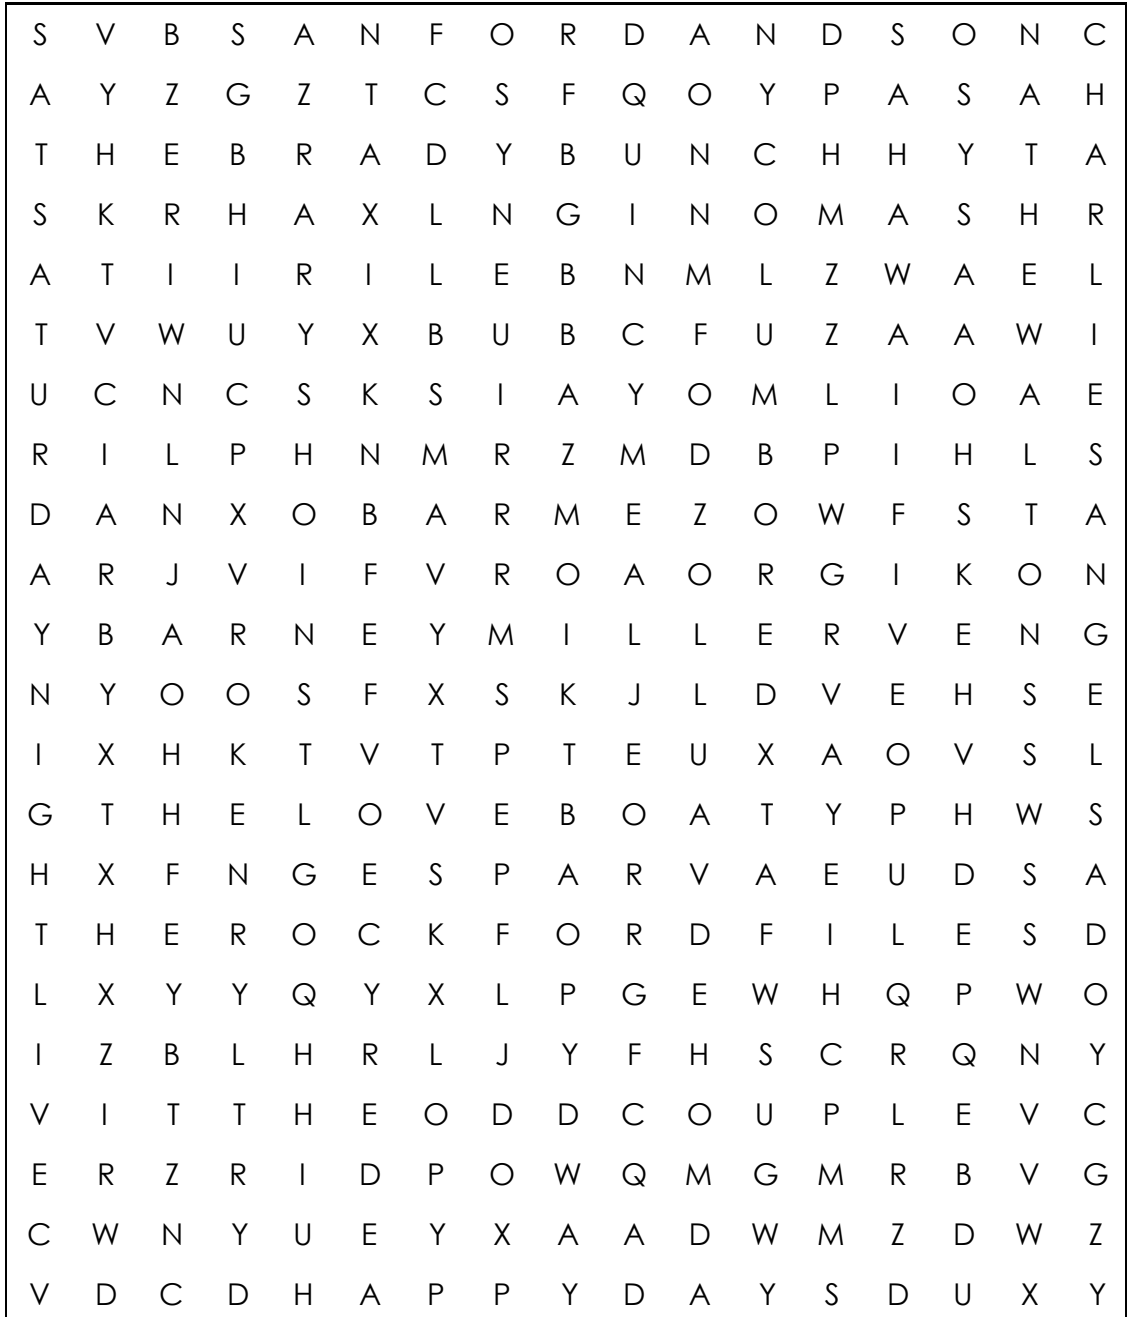 S V B S A N F O R D A N D S O N C
A Y Z G Z T C S F Q O Y P A S A H
T H E B R A D Y B U N C H H Y T A
S K R H A X L N G I N O M A S H R
A T I I R I L E B N M L Z W A E L
T V W U Y X B U B C F U Z A A W I
U C N C S K S I A Y O M L I O A E
R I L P H N M R Z M D B P I H L S
D A N X O B A R M E Z O W F S T A
A R J V I F V R O A O R G I K O N
Y B A R N E Y M I L L E R V E N G
N Y O O S F X S K J L D V E H S E
I X H K T V T P T E U X A O V S L
G T H E L O V E B O A T Y P H W S
H X F N G E S P A R V A E U D S A
T H E R O C K F O R D F I L E S D
L X Y Y Q Y X L P G E W H Q P W O
I Z B L H R L J Y F H S C R Q N Y
V I T T H E O D D C O U P L E V C
E R Z R I D P O W Q M G M R B V G
C W N Y U E Y X A A D W M Z D W Z
V D C D H A P P Y D A Y S D U X Y